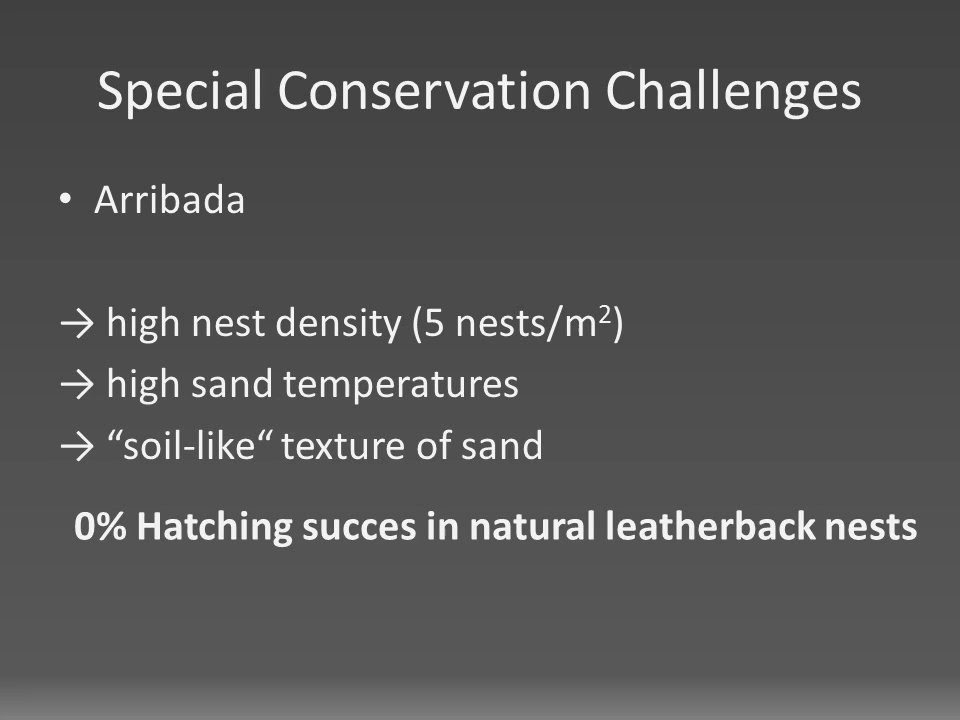 Special Conservation Challenges
• Arribada
→ high nest density (5 nests/m²)
→ high sand temperatures
→ “soil-like“ texture of sand
0% Hatching succes in natural leatherback nests